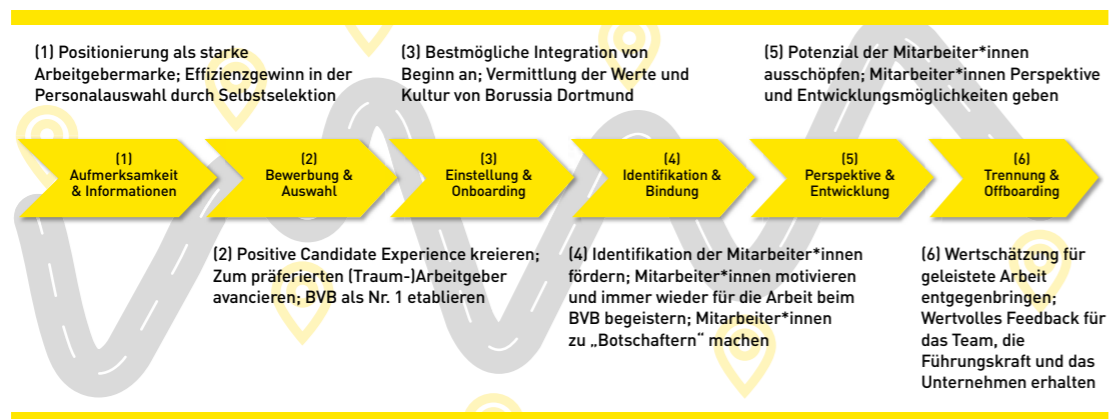 (1) Positionierung als starke
Arbeitgebermarke; Effizienzgewinn in der
Personalauswahl durch Selbstselektion
(3) Bestmögliche Integration von
Beginn an; Vermittlung der Werte und
Kultur von Borussia Dortmund
(5) Potenzial der Mitarbeiter*innen
ausschöpfen; Mitarbeiter*innen Perspektive
und Entwicklungsmöglichkeiten geben
(1)
Aufmerksamkeit
& Informationen
(2)
Bewerbung &
Auswahl
(3)
Einstellung &
Onboarding
(4)
Identifikation &
Bindung
(5)
Perspektive &
Entwicklung
(6)
Trennung &
Offboarding
(2) Positive Candidate Experience kreieren;
Zum präferierten (Traum-)Arbeitgeber
avancieren; BVB als Nr. 1 etablieren
(4) Identifikation der Mitarbeiter*innen
fördern; Mitarbeiter*innen motivieren
und immer wieder für die Arbeit beim
BVB begeistern; Mitarbeiter*innen
zu „Botschaftern“ machen
(6) Wertschätzung für
geleistete Arbeit
entgegenbringen;
Wertvolles Feedback für
das Team, die
Führungskraft und das
Unternehmen erhalten